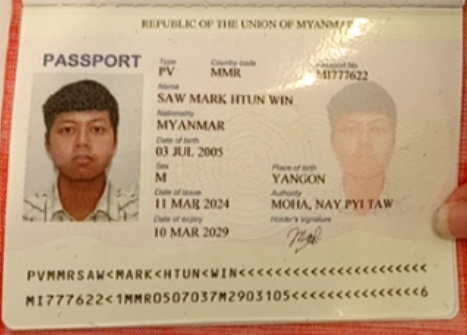 REPUBLIC OF THE UNION OF MYANMAR
PASSPORT
Type Country code Passport No
PV MMR MI777622
Name
SAW MARK HTUN WIN
Nationality
MYANMAR
Date of birth
03 JUL 2005
Sex Place of birth
M YANGON
Date of issue Authority
11 MAR 2024 MOHA, NAY PYI TAW
Date of expiry Holder's signature
10 MAR 2029
PVMMRSAW<MARK<HTUN<WIN<<<<<<<<<<<<<<<<<<<<<<
MI777622<1MMR0507037M2903105<<<<<<<<<<<<<<<6